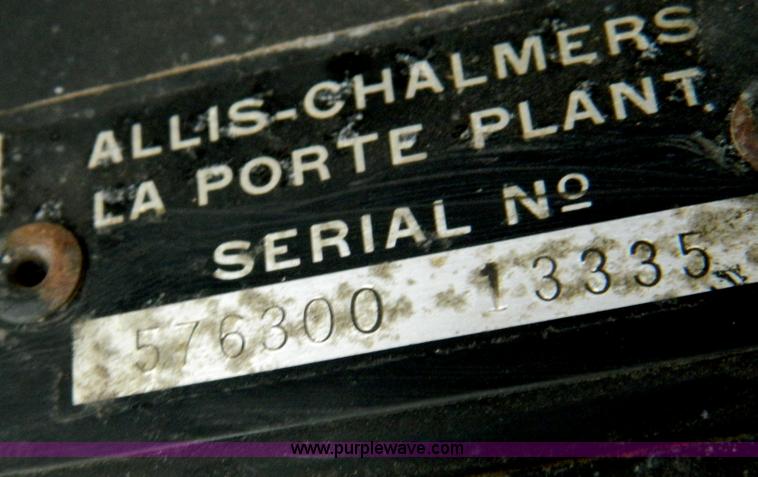 ALLIS-CHALMERS
LA PORTE PLANT
SERIAL Nº
576300 13335
www.purplewave.com